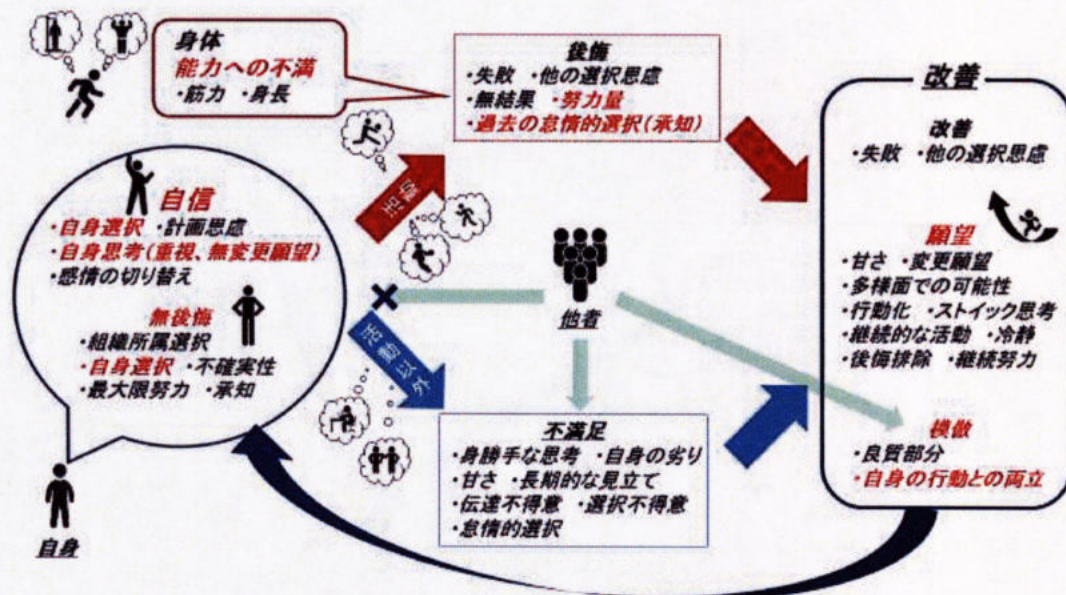 身体
能力への不満
・筋力 ・身長
後悔
・失敗 ・他の選択思慮
・無結果 ・努力量
・過去の怠惰的選択(承知)
改善
改善
・失敗 ・他の選択思慮
願望
・甘さ ・変更願望
・多様面での可能性
・行動化 ・ストイック思考
・継続的な活動 ・冷静
・後悔排除 ・継続努力
模倣
・良質部分
・自身の行動との両立
自信
・自身選択 ・計画思慮
・自身思考(重視、無変更願望)
・感情の切り替え
無後悔
・組織所属選択
・自身選択 ・不確実性
・最大限努力 ・承知
自身
活動
活動以外
他者
不満足
・身勝手な思考 ・自身の劣り
・甘さ ・長期的な見立て
・伝達不得意 ・選択不得意
・怠惰的選択